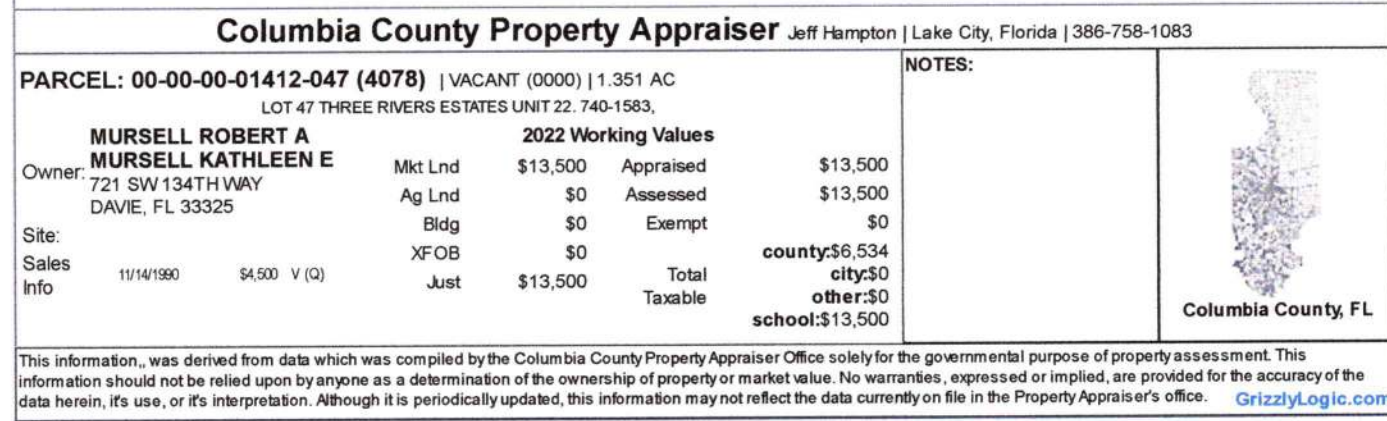 Columbia County Property Appraiser Jeff Hampton | Lake City, Florida | 386-758-1083
PARCEL: 00-00-00-01412-047 (4078) | VACANT (0000) | 1.351 AC
LOT 47 THREE RIVERS ESTATES UNIT 22. 740-1583,
Owner: MURSELL ROBERT A
MURSELL KATHLEEN E
721 SW 134TH WAY
DAVIE, FL 33325
Site:
Sales Info 11/14/1990 $4,500 V (Q)
2022 Working Values
Mkt Lnd $13,500 Appraised $13,500
Ag Lnd $0 Assessed $13,500
Bldg $0 Exempt $0
XFOB $0 county:$6,534
Just $13,500 Total Taxable city:$0
other:$0
school:$13,500
NOTES:
Columbia County, FL
This information,, was derived from data which was compiled by the Columbia County Property Appraiser Office solely for the governmental purpose of property assessment. This
information should not be relied upon by anyone as a determination of the ownership of property or market value. No warranties, expressed or implied, are provided for the accuracy of the
data herein, it's use, or it's interpretation. Although it is periodically updated, this information may not reflect the data currently on file in the Property Appraiser's office. GrizzlyLogic.com